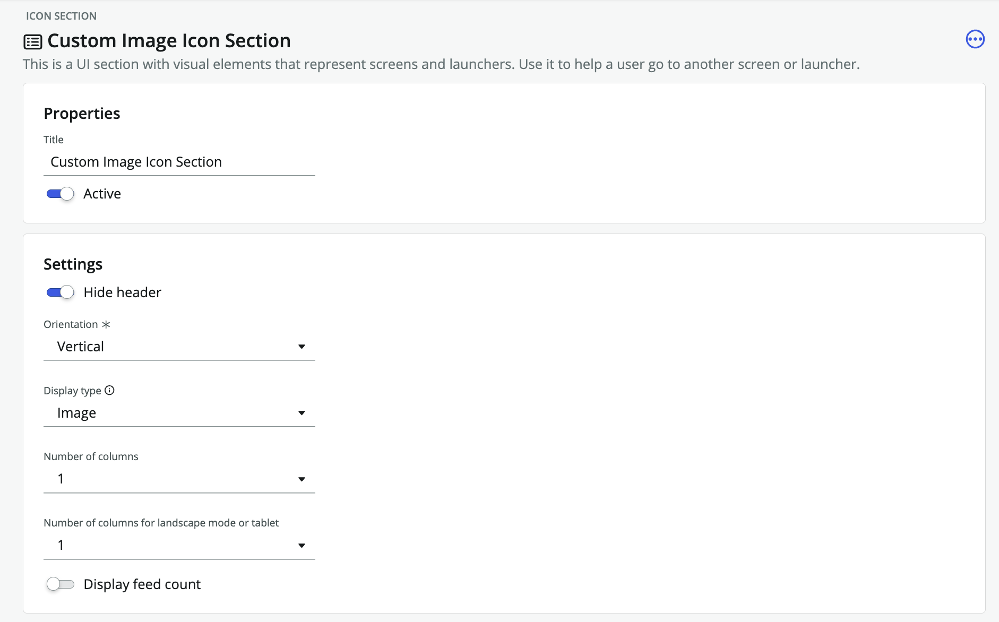 ICON SECTION
Custom Image Icon Section
This is a UI section with visual elements that represent screens and launchers. Use it to help a user go to another screen or launcher.
Properties
Title
Custom Image Icon Section
Active
Settings
Hide header
Orientation *
Vertical
Display type
Image
Number of columns
1
Number of columns for landscape mode or tablet
1
Display feed count